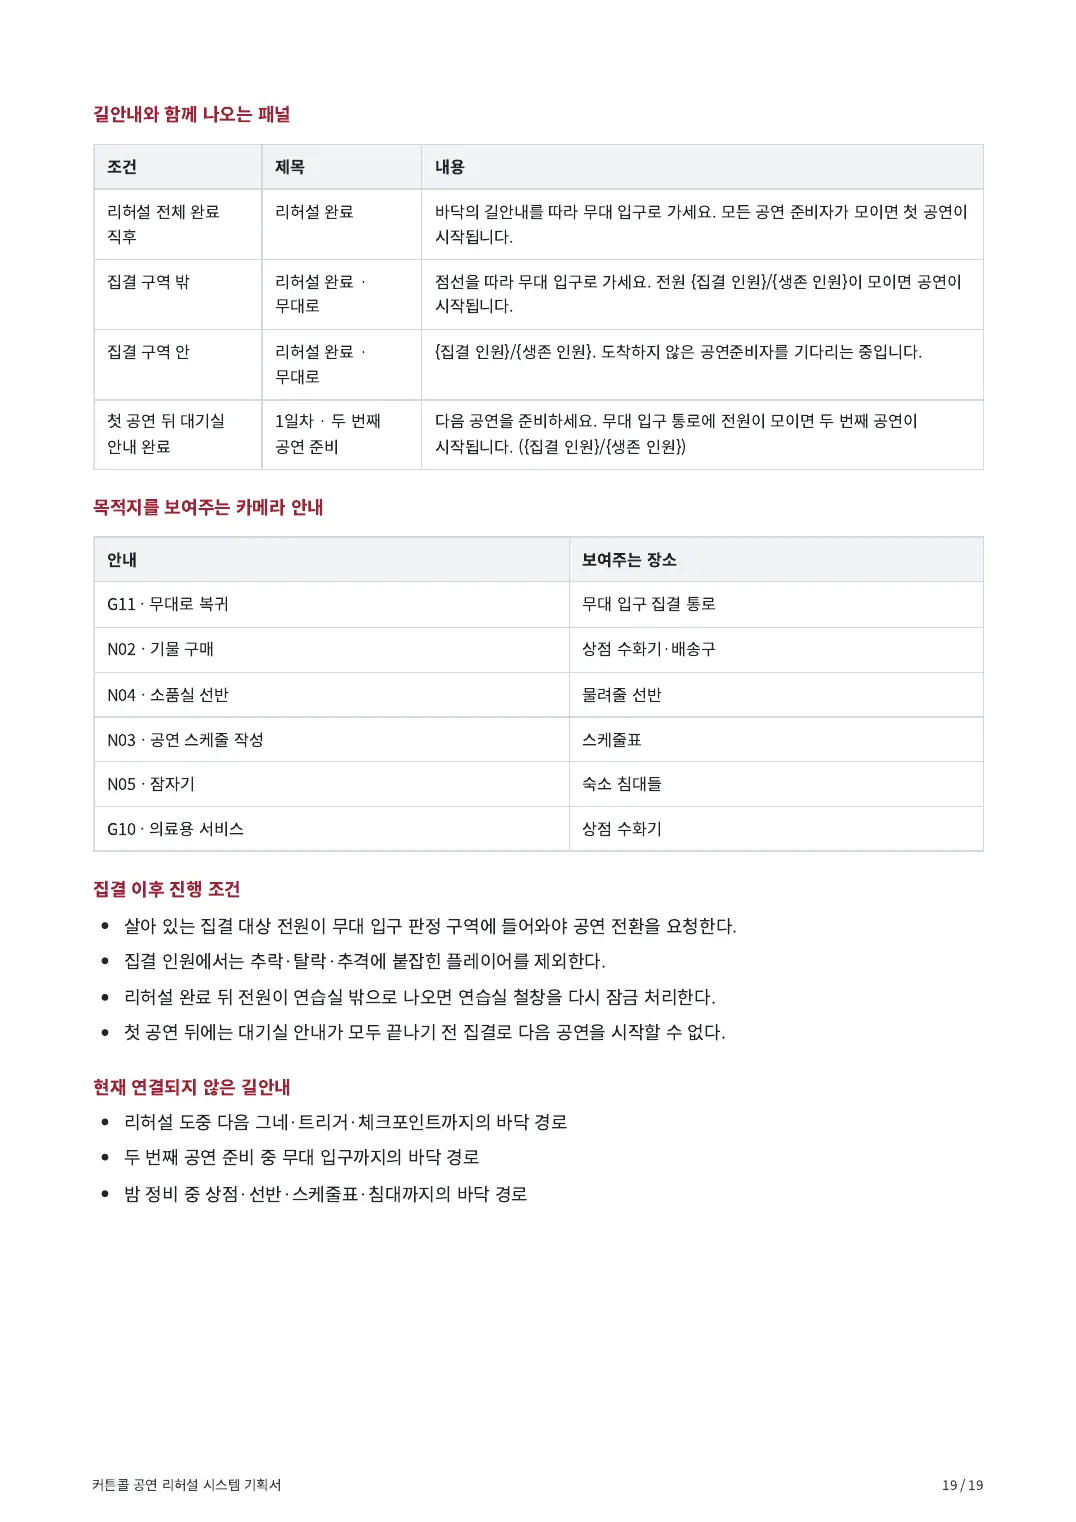 길안내와 함께 나오는 패널
조건
제목
내용
리허설 전체 완료
직후
리허설 완료
바닥의 길안내를 따라 무대 입구로 가세요. 모든 공연 준비자가 모이면 첫 공연이
시작됩니다.
집결 구역 밖
리허설 완료 ·
무대로
점선을 따라 무대 입구로 가세요. 전원 {집결 인원}/{생존 인원}이 모이면 공연이
시작됩니다.
집결 구역 안
리허설 완료 ·
무대로
{집결 인원}/{생존 인원}. 도착하지 않은 공연준비자를 기다리는 중입니다.
첫 공연 뒤 대기실
안내 완료
1일차 · 두 번째
공연 준비
다음 공연을 준비하세요. 무대 입구 통로에 전원이 모이면 두 번째 공연이
시작됩니다. ({집결 인원}/{생존 인원})
목적지를 보여주는 카메라 안내
안내
보여주는 장소
G11 · 무대로 복귀
무대 입구 집결 통로
N02 · 기물 구매
상점 수화기·배송구
N04 · 소품실 선반
물려줄 선반
N03 · 공연 스케줄 작성
스케줄표
N05 · 잠자기
숙소 침대들
G10 · 의료용 서비스
상점 수화기
집결 이후 진행 조건
• 살아 있는 집결 대상 전원이 무대 입구 판정 구역에 들어와야 공연 전환을 요청한다.
• 집결 인원에서는 추락·탈락·추격에 붙잡힌 플레이어를 제외한다.
• 리허설 완료 뒤 전원이 연습실 밖으로 나오면 연습실 철창을 다시 잠금 처리한다.
• 첫 공연 뒤에는 대기실 안내가 모두 끝나기 전 집결로 다음 공연을 시작할 수 없다.
현재 연결되지 않은 길안내
• 리허설 도중 다음 그네·트리거·체크포인트까지의 바닥 경로
• 두 번째 공연 준비 중 무대 입구까지의 바닥 경로
• 밤 정비 중 상점·선반·스케줄표·침대까지의 바닥 경로
커튼콜 공연 리허설 시스템 기획서
19 / 19